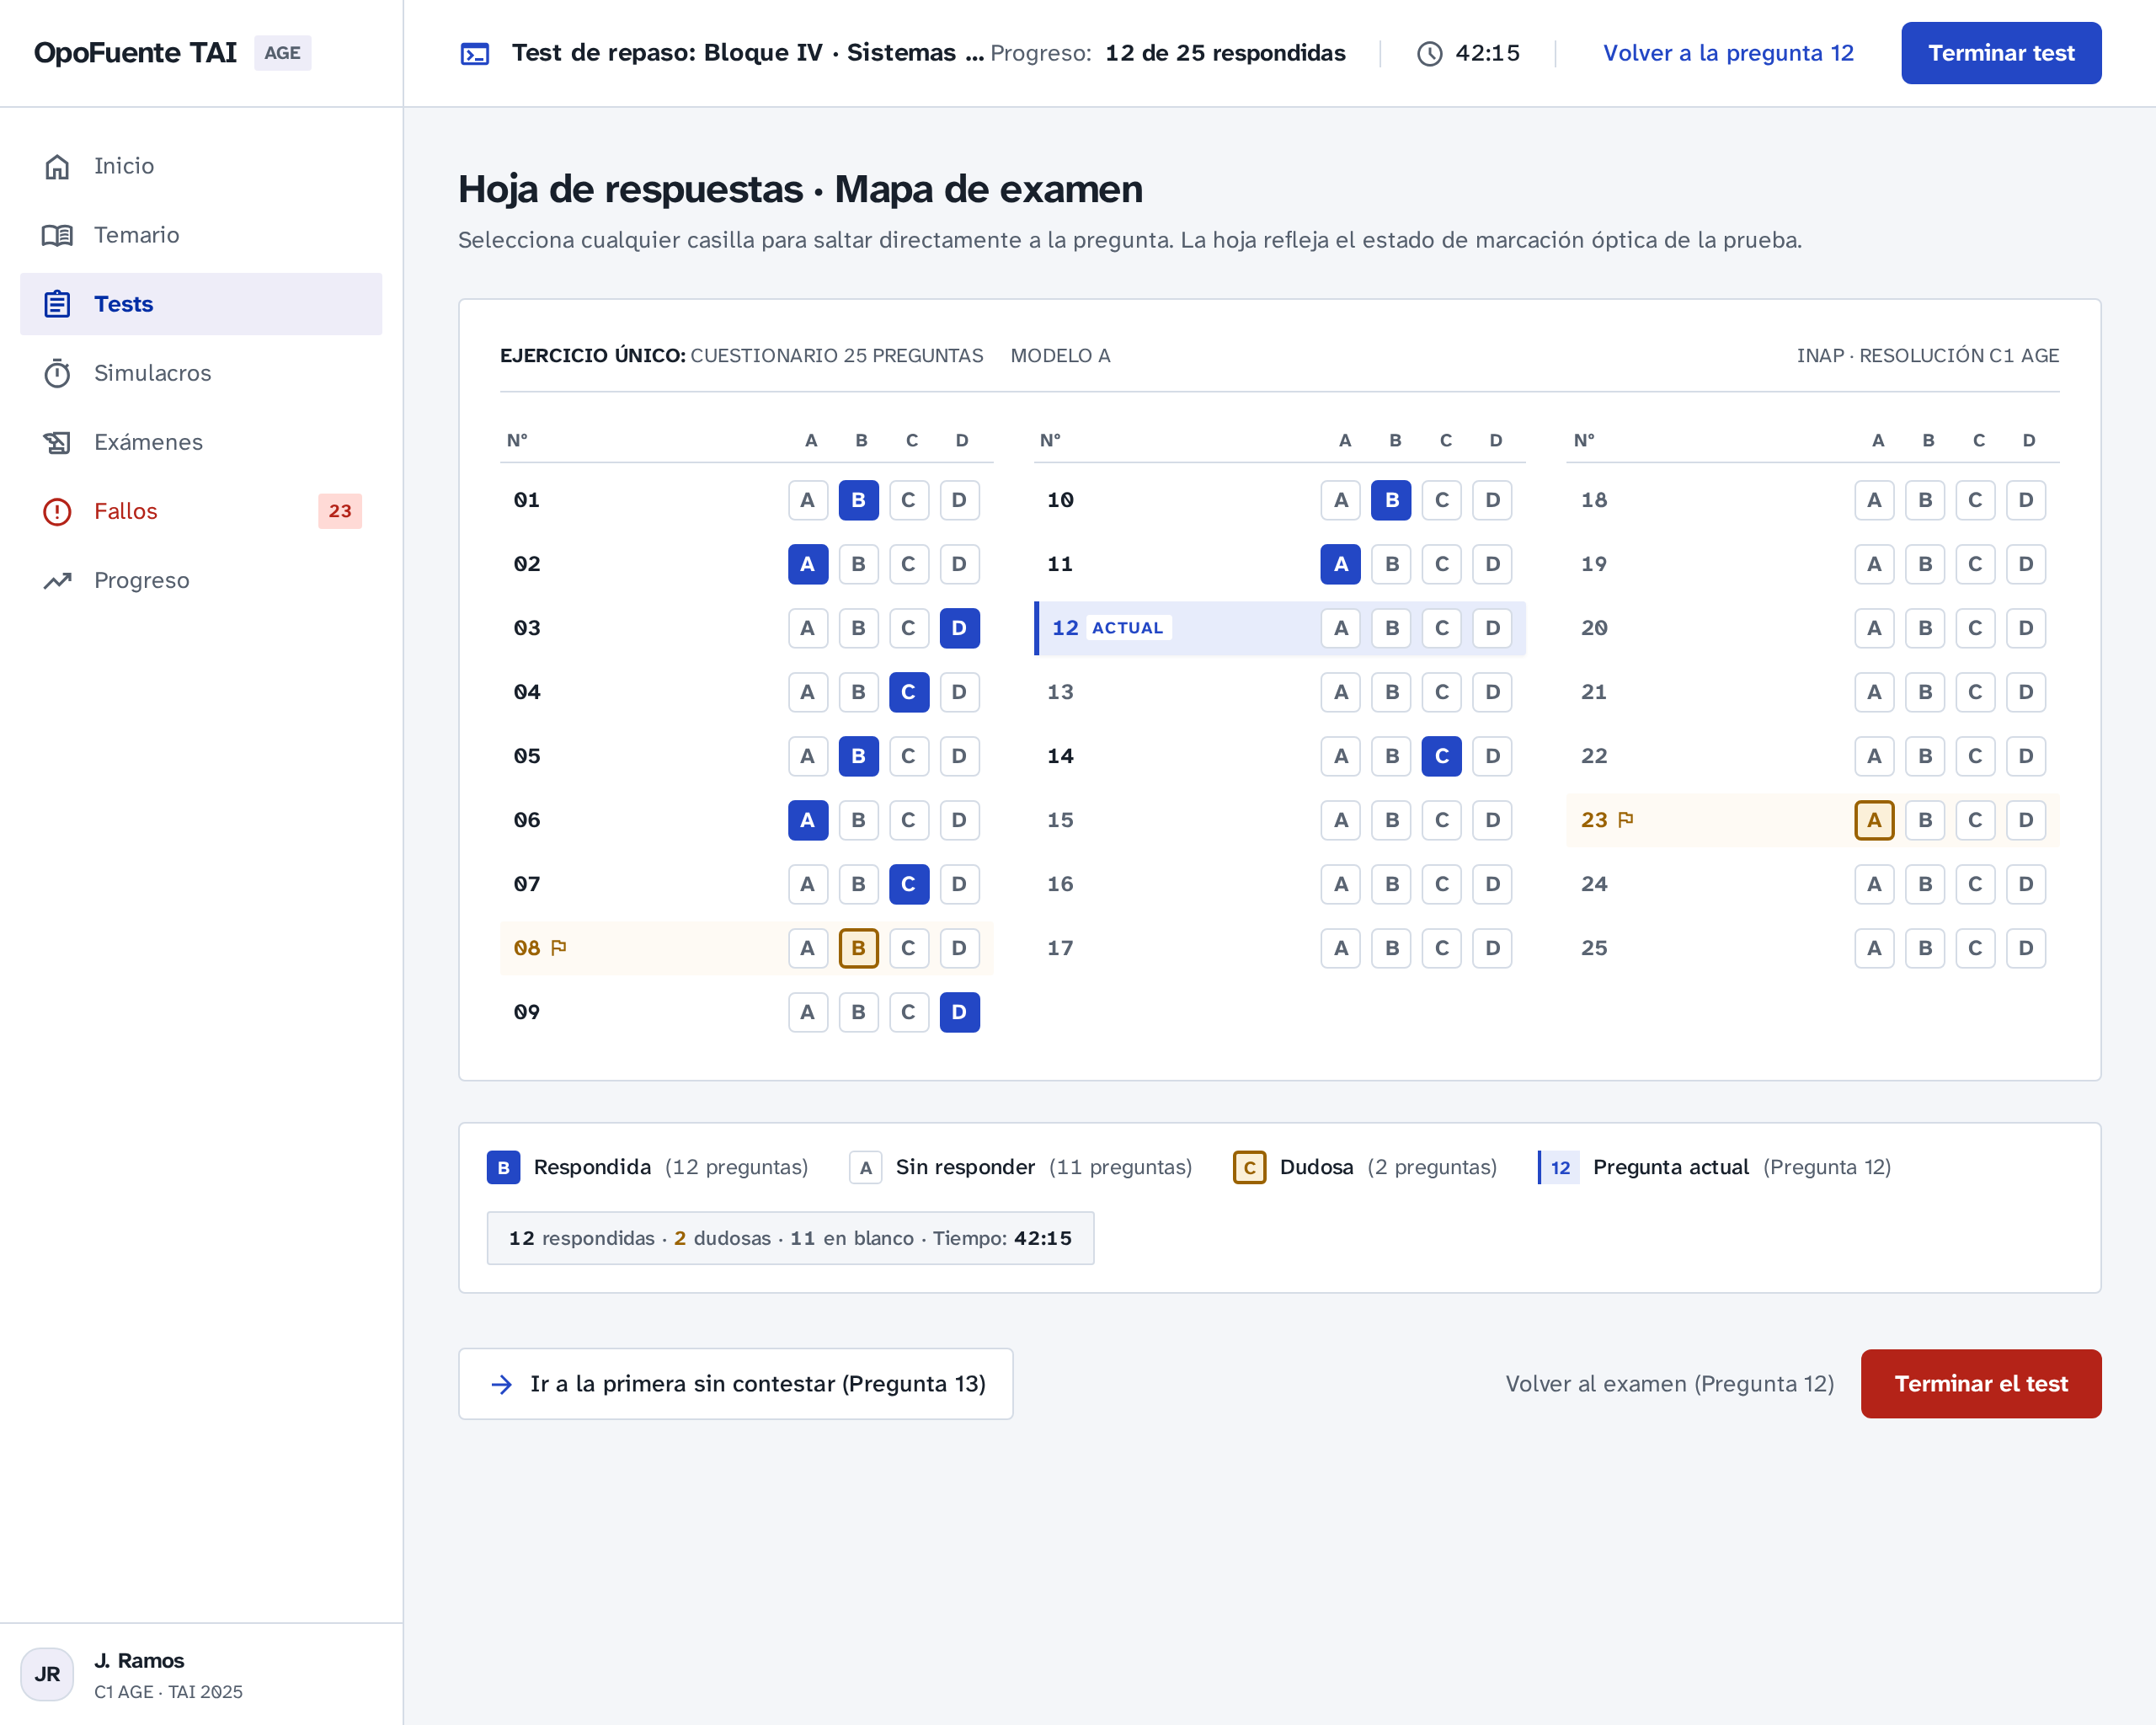 OpoFuente TAI AGE
Test de repaso: Bloque IV · Sistemas ... Progreso: 12 de 25 respondidas 42:15 Volver a la pregunta 12 Terminar test
Inicio
Temario
Tests
Simulacros
Exámenes
Fallos 23
Progreso
J. Ramos
JR
C1 AGE · TAI 2025
Hoja de respuestas · Mapa de examen
Selecciona cualquier casilla para saltar directamente a la pregunta. La hoja refleja el estado de marcación óptica de la prueba.
EJERCICIO ÚNICO: CUESTIONARIO 25 PREGUNTAS MODELO A INAP · RESOLUCIÓN C1 AGE
Nº A B C D
01 A B C D
02 A B C D
03 A B C D
04 A B C D
05 A B C D
06 A B C D
07 A B C D
08 A B C D
09 A B C D
Nº A B C D
10 A B C D
11 A B C D
12 ACTUAL A B C D
13 A B C D
14 A B C D
15 A B C D
16 A B C D
17 A B C D
Nº A B C D
18 A B C D
19 A B C D
20 A B C D
21 A B C D
22 A B C D
23 A B C D
24 A B C D
25 A B C D
B Respondida (12 preguntas) A Sin responder (11 preguntas) C Dudosa (2 preguntas) 12 Pregunta actual (Pregunta 12)
12 respondidas · 2 dudosas · 11 en blanco · Tiempo: 42:15
Ir a la primera sin contestar (Pregunta 13) Volver al examen (Pregunta 12) Terminar el test